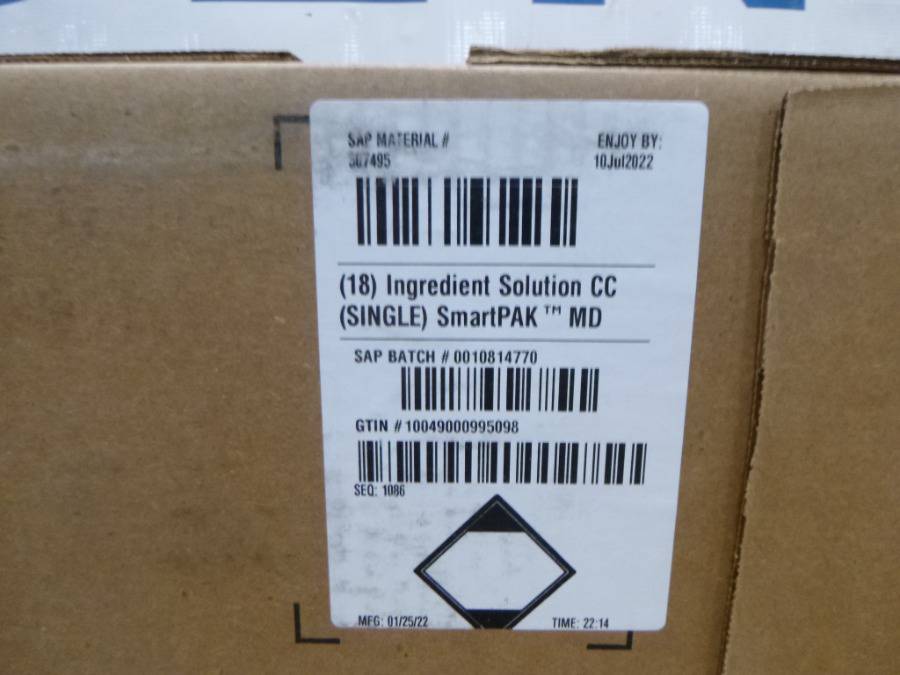 SAP MATERIAL #
367495
ENJOY BY:
10Jul2022
(18) Ingredient Solution CC
(SINGLE) SmartPAK™ MD
SAP BATCH # 0010814770
GTIN # 10049000995098
SEQ: 1086
MFG: 01/25/22
TIME: 22:14